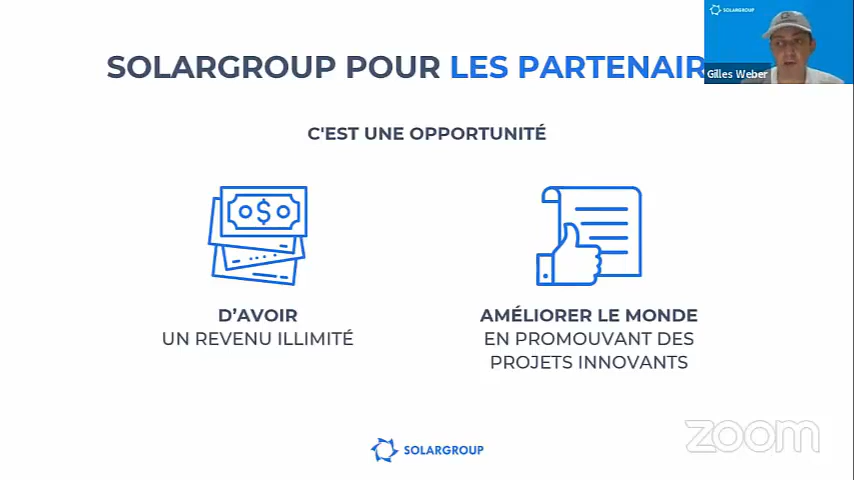 SOLARGROUP
SOLARGROUP POUR LES PARTENAIR
Gilles Weber
C'EST UNE OPPORTUNITÉ
D’AVOIR
UN REVENU ILLIMITÉ
AMÉLIORER LE MONDE
EN PROMOUVANT DES
PROJETS INNOVANTS
SOLARGROUP
zoom